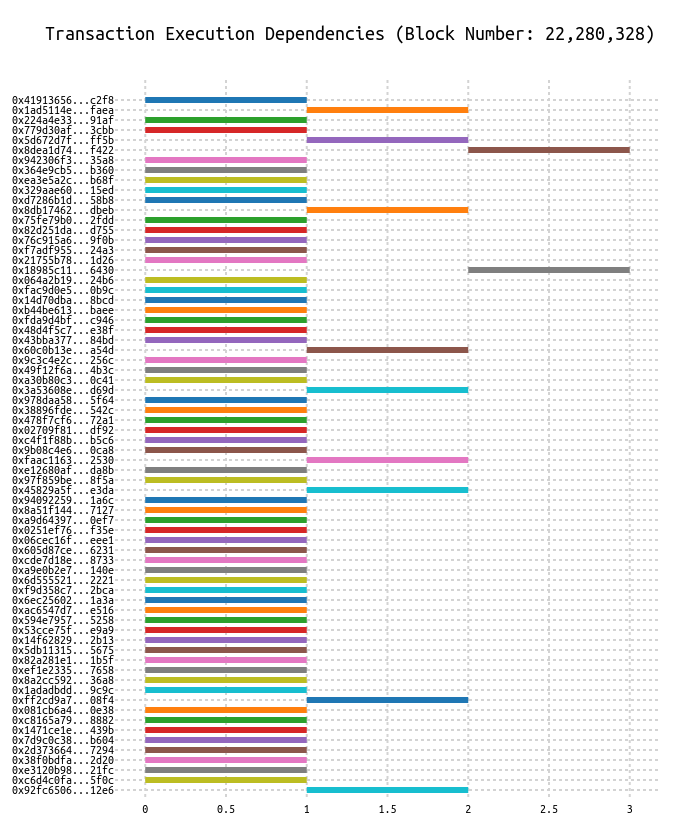 Transaction Execution Dependencies (Block Number: 22,280,328)
0x41913656...c2f8
0x1ad5114e...faea
0x224a4e33...91af
0x779d30af...3cbb
0x5d672d7f...ff5b
0x8dea1d74...f422
0x942306f3...35a8
0x364e9cb5...b360
0xea3e5a2c...b68f
0x329aae60...15ed
0xd7286b1d...58b8
0x8db17462...dbeb
0x75fe79b0...2fdd
0x82d251da...d755
0x76c915a6...9f0b
0xf7adf955...24a3
0x21755b78...1d26
0x18985c11...6430
0x064a2b19...24b6
0xfac9d0e5...0b9c
0x14d70dba...8bcd
0xb44be613...baee
0xfda9d4bf...c946
0x48d4f5c7...e38f
0x43bba377...84bd
0x60c0b13e...a54d
0x9c3c4e2c...256c
0x49f12f6a...4b3c
0xa30b80c3...0c41
0x3a53608e...d69d
0x978daa58...5f64
0x38896fde...542c
0x478f7cf6...72a1
0x02709f81...df92
0xc4f1f88b...b5c6
0x9b08c4e6...0ca8
0xfaac1163...2530
0xe12680af...da8b
0x97f859be...8f5a
0x45829a5f...e3da
0x94092259...1a6c
0x8a51f144...7127
0xa9d64397...0ef7
0x0251ef76...f35e
0x06cec16f...eee1
0x605d87ce...6231
0xcde7d18e...8733
0xa9e0b2e7...140e
0x6d555521...2221
0xf9d358c7...2bca
0x6ec25602...1a3a
0xac6547d7...e516
0x594e7957...5258
0x53cce75f...e9a9
0x14f62829...2b13
0x5db11315...5675
0x82a281e1...1b5f
0xef1e2335...7658
0x8a2cc592...36a8
0x1adadbdd...9c9c
0xff2cd9a7...08f4
0x081cb6a4...0e38
0xc8165a79...8882
0x1471ce1e...439b
0x7d9c0c38...b604
0x2d373664...7294
0x38f0bdfa...2d20
0xe3120b98...21fc
0xc6d4c0fa...5f0c
0x92fc6506...12e6
0 0.5 1 1.5 2 2.5 3